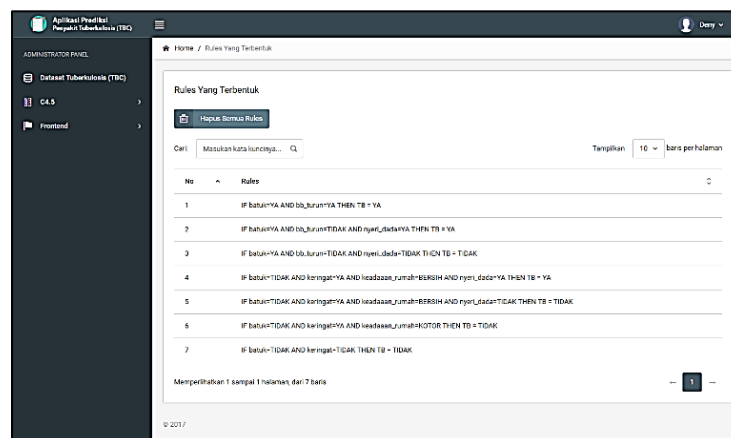 Aplikasi Prediksi
Penyakit Tuberkulosis (TBC)
Deny
ADMINISTRATOR PANEL
Dataset Tuberkulosis (TBC)
C4.5
Frontend
Home / Rules Yang Terbentuk
Rules Yang Terbentuk
Hapus Semua Rules
Cari: Masukan kata kuncinya...
Tampilkan 10 baris per halaman
No Rules
1 IF batuk=YA AND bb_turun=YA THEN TB = YA
2 IF batuk=YA AND bb_turun=TIDAK AND nyeri_dada=YA THEN TB = YA
3 IF batuk=YA AND bb_turun=TIDAK AND nyeri_dada=TIDAK THEN TB = TIDAK
4 IF batuk=TIDAK AND keringat=YA AND keadaaan_rumah=BERSIH AND nyeri_dada=YA THEN TB = YA
5 IF batuk=TIDAK AND keringat=YA AND keadaaan_rumah=BERSIH AND nyeri_dada=TIDAK THEN TB = TIDAK
6 IF batuk=TIDAK AND keringat=YA AND keadaaan_rumah=KOTOR THEN TB = TIDAK
7 IF batuk=TIDAK AND keringat=TIDAK THEN TB = TIDAK
Memperlihatkan 1 sampai 1 halaman, dari 7 baris
← 1 →
© 2017